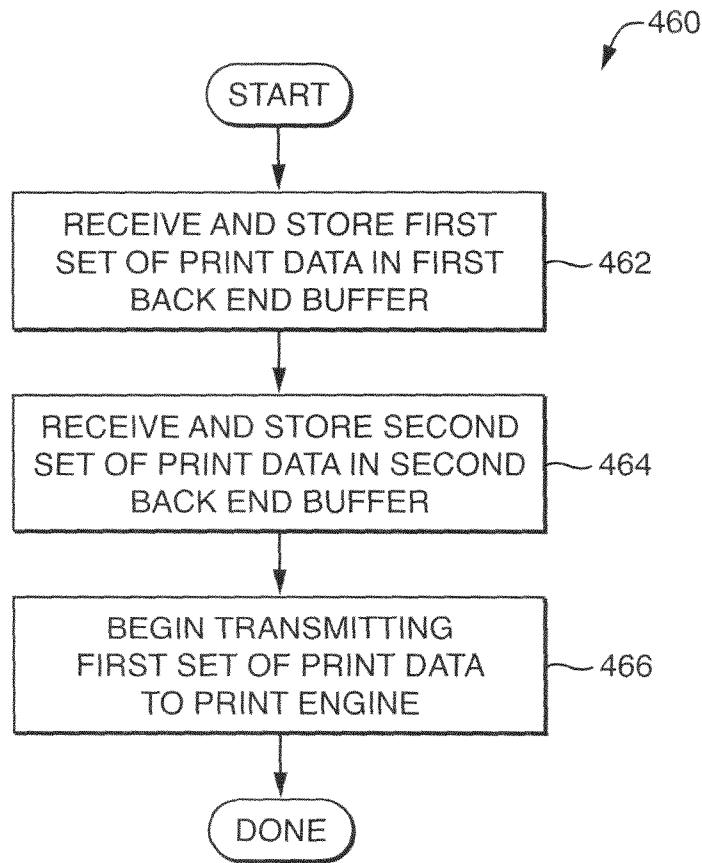 460
START
RECEIVE AND STORE FIRST
SET OF PRINT DATA IN FIRST
BACK END BUFFER
462
RECEIVE AND STORE SECOND
SET OF PRINT DATA IN SECOND
BACK END BUFFER
464
BEGIN TRANSMITTING
FIRST SET OF PRINT DATA
TO PRINT ENGINE
466
DONE